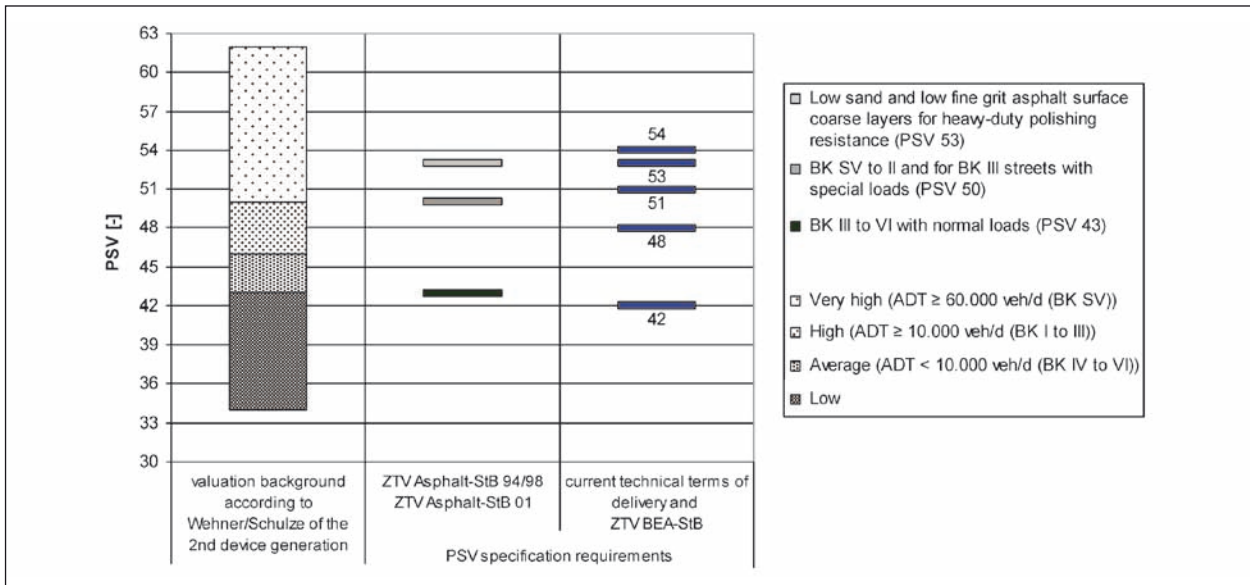 63
60
57
54
51
48
45
42
39
36
33
30
PSV [-]
54
53
51
48
42
valuation background
according to
Wehner/Schulze of the
2nd device generation
ZTV Asphalt-StB 94/98
ZTV Asphalt-StB 01
current technical terms of
delivery and
ZTV BEA-StB
PSV specification requirements
Low sand and low fine grit asphalt surface
coarse layers for heavy-duty polishing
resistance (PSV 53)
BK SV to II and for BK III streets with
special loads (PSV 50)
BK III to VI with normal loads (PSV 43)
Very high (ADT ≥ 60.000 veh/d (BK SV))
High (ADT ≥ 10.000 veh/d (BK I to III))
Average (ADT < 10.000 veh/d (BK IV to VI))
Low